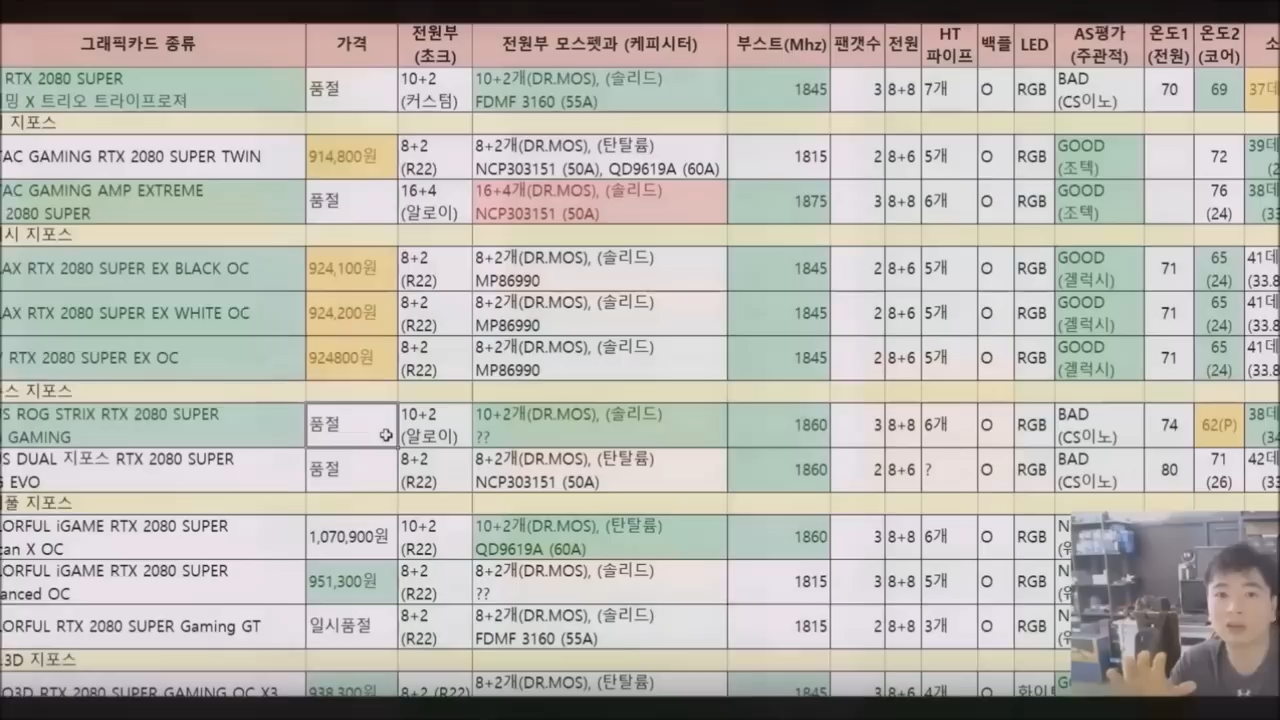 그래픽카드 종류 가격 전원부 (초크) 전원부 모스펫과 (케피시터) 부스트(Mhz) 팬갯수 전원 HT 파이프 백플 LED AS평가 (주관적) 온도1 (전원) 온도2 (코어) 소
RTX 2080 SUPER 품절 10+2 10+2개(DR.MOS), (솔리드) 1845 3 8+8 7개 O RGB BAD 70 69 37데
밍 X 트리오 트라이프로져 (커스텀) FDMF 3160 (55A) (CS이노)
지포스
TAC GAMING RTX 2080 SUPER TWIN 914,800원 8+2 8+2개(DR.MOS), (탄탈륨) 1815 2 8+6 5개 O RGB GOOD 72 39데
(R22) NCP303151 (50A), QD9619A (60A) (조텍)
TAC GAMING AMP EXTREME 품절 16+4 16+4개(DR.MOS), (솔리드) 1875 3 8+8 6개 O RGB GOOD 76 38데
2080 SUPER (알로이) NCP303151 (50A) (조텍) (24)
시 지포스
AX RTX 2080 SUPER EX BLACK OC 924,100원 8+2 8+2개(DR.MOS), (솔리드) 1845 2 8+6 5개 O RGB GOOD 71 65 41데
(R22) MP86990 (겔럭시) (24) (33.8
AX RTX 2080 SUPER EX WHITE OC 924,200원 8+2 8+2개(DR.MOS), (솔리드) 1845 2 8+6 5개 O RGB GOOD 71 65 41데
(R22) MP86990 (겔럭시) (24) (33.8
RTX 2080 SUPER EX OC 924800원 8+2 8+2개(DR.MOS), (솔리드) 1845 2 8+6 5개 O RGB GOOD 71 65 41데
(R22) MP86990 (겔럭시) (24) (33.8
스 지포스
S ROG STRIX RTX 2080 SUPER 품절 10+2 10+2개(DR.MOS), (솔리드) 1860 3 8+8 6개 O RGB BAD 74 62(P) 38데
GAMING (알로이) ?? (CS이노)
S DUAL 지포스 RTX 2080 SUPER 품절 8+2 8+2개(DR.MOS), (탄탈륨) 1860 2 8+6 ? O RGB BAD 80 71 42데
EVO (R22) NCP303151 (50A) (CS이노) (26)
풀 지포스
ORFUL iGAME RTX 2080 SUPER 1,070,900원 10+2 10+2개(DR.MOS), (탄탈륨) 1860 3 8+8 6개 O RGB
an X OC (R22) QD9619A (60A)
ORFUL iGAME RTX 2080 SUPER 951,300원 8+2 8+2개(DR.MOS), (솔리드) 1815 3 8+8 5개 O RGB
anced OC (R22) ??
ORFUL RTX 2080 SUPER Gaming GT 일시품절 8+2 8+2개(DR.MOS), (솔리드) 1815 2 8+8 3개 O RGB
(R22) FDMF 3160 (55A)
3D 지포스
O3D RTX 2080 SUPER GAMING OC X3 938,300원 8+2 (R22) 8+2개(DR.MOS), (탄탈륨) 1845 3 8+6 4개 O